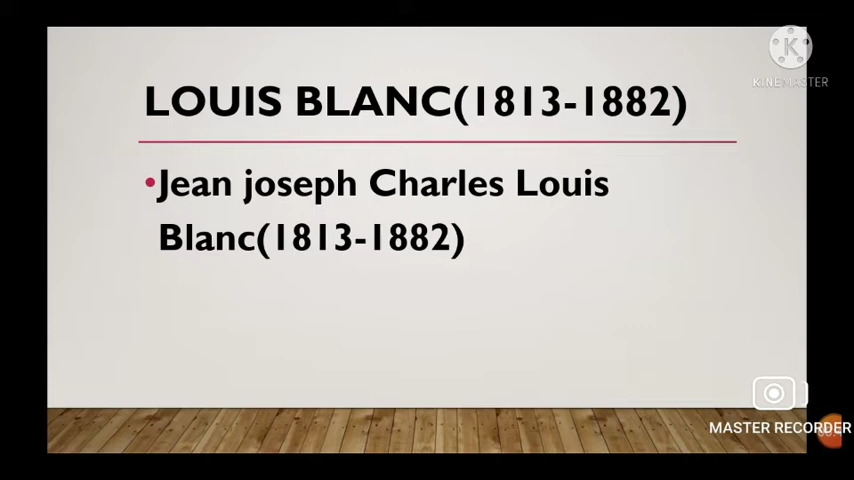 LOUIS BLANC(1813-1882)
•Jean joseph Charles Louis
Blanc(1813-1882)
K
KINEMASTER
MASTER RECORDER